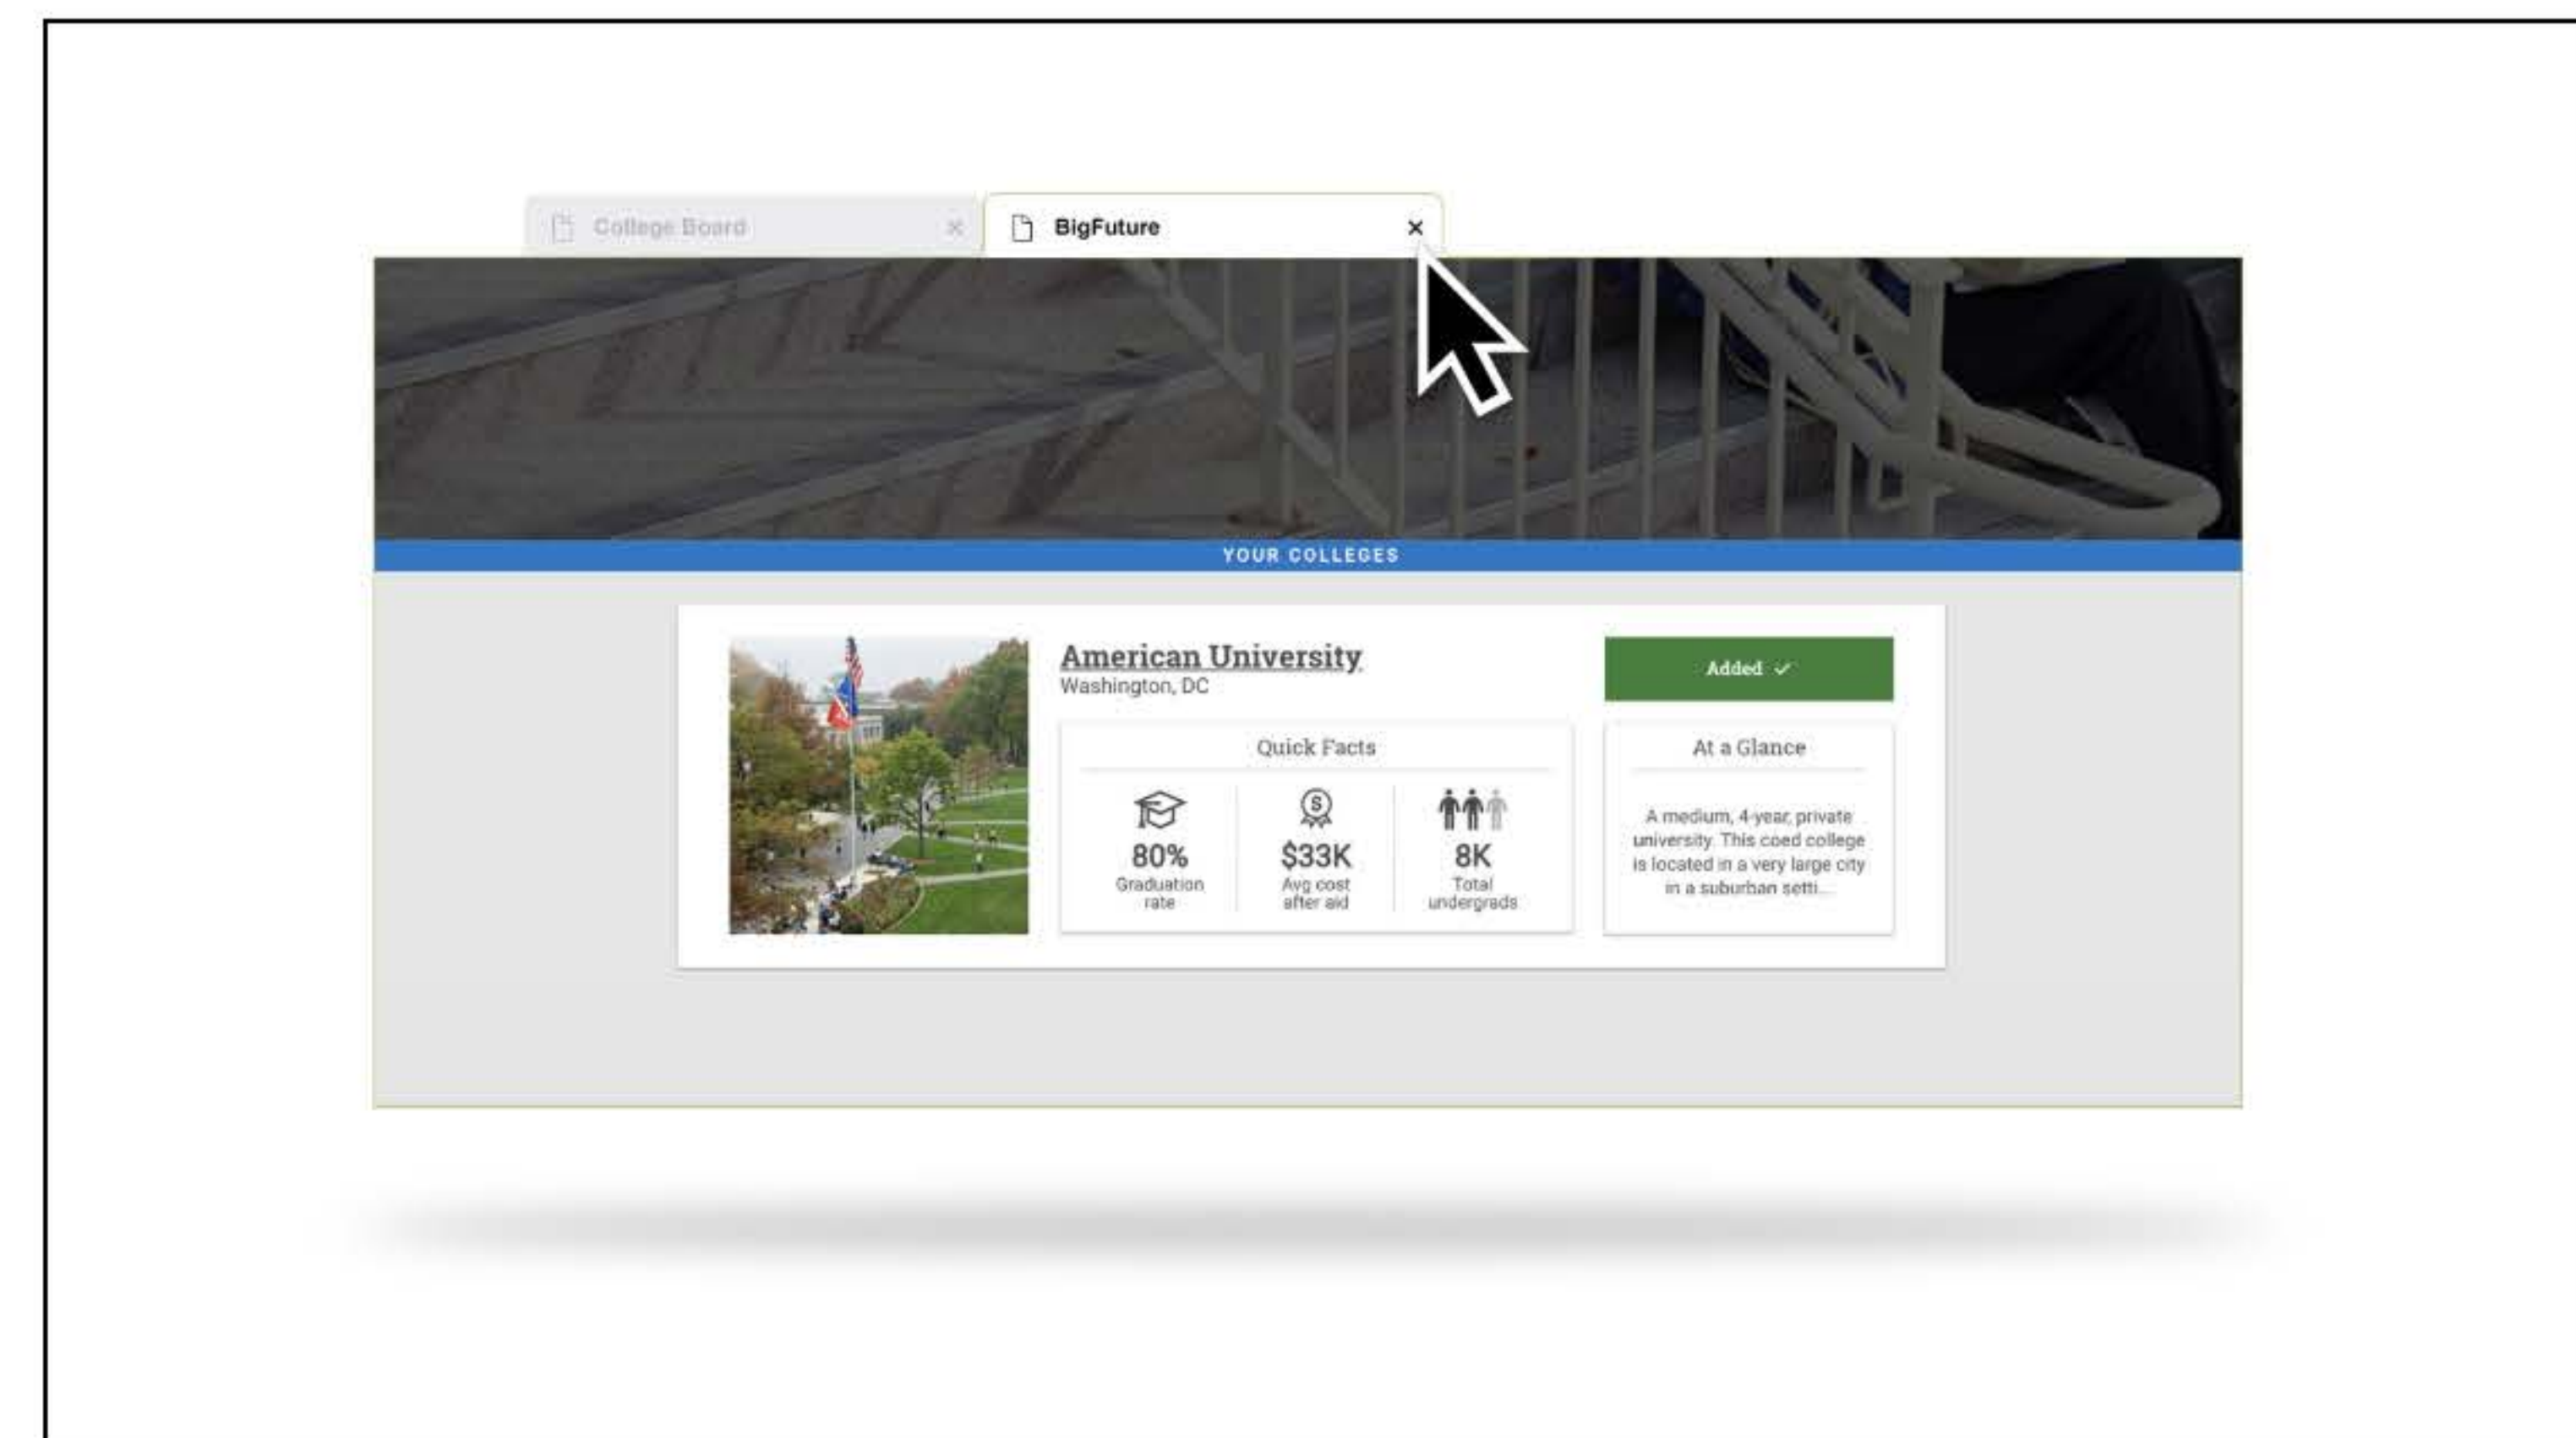 College Board
BigFuture
YOUR COLLEGES
American University
Washington, DC
Added ✓
Quick Facts
At a Glance
80%
Graduation
rate
$33K
Avg cost
after aid
8K
Total
undergrads
A medium, 4-year, private
university. This coed college
is located in a very large city
in a suburban setti...